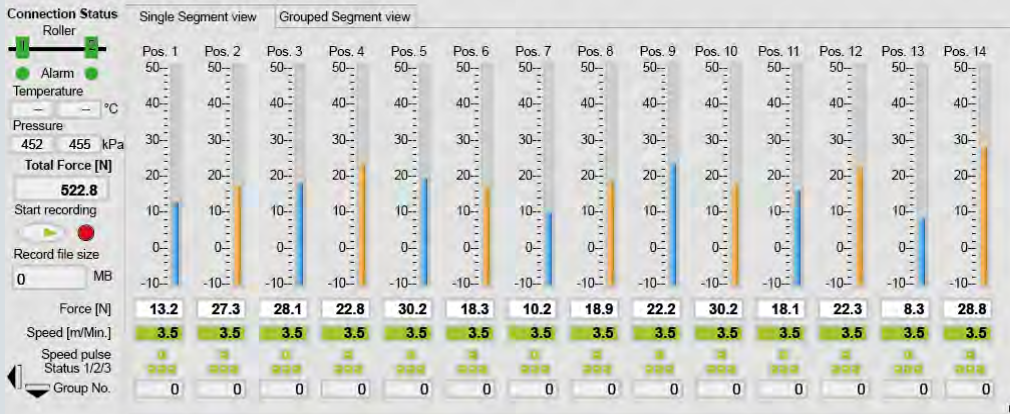 Connection Status
Single Segment view
Grouped Segment view
Roller
1 2
Alarm
Temperature
-- -- °C
Pressure
452 455 kPa
Total Force [N]
522.8
Start recording
Record file size
0 MB
Pos. 1 Pos. 2 Pos. 3 Pos. 4 Pos. 5 Pos. 6 Pos. 7 Pos. 8 Pos. 9 Pos. 10 Pos. 11 Pos. 12 Pos. 13 Pos. 14
50 50 50 50 50 50 50 50 50 50 50 50 50 50
40 40 40 40 40 40 40 40 40 40 40 40 40 40
30 30 30 30 30 30 30 30 30 30 30 30 30 30
20 20 20 20 20 20 20 20 20 20 20 20 20 20
10 10 10 10 10 10 10 10 10 10 10 10 10 10
0 0 0 0 0 0 0 0 0 0 0 0 0 0
-10 -10 -10 -10 -10 -10 -10 -10 -10 -10 -10 -10 -10 -10
Force [N] 13.2 27.3 28.1 22.8 30.2 18.3 10.2 18.9 22.2 30.2 18.1 22.3 8.3 28.8
Speed [m/Min.] 3.5 3.5 3.5 3.5 3.5 3.5 3.5 3.5 3.5 3.5 3.5 3.5 3.5 3.5
Speed pulse
Status 1/2/3
Group No. 0 0 0 0 0 0 0 0 0 0 0 0 0 0